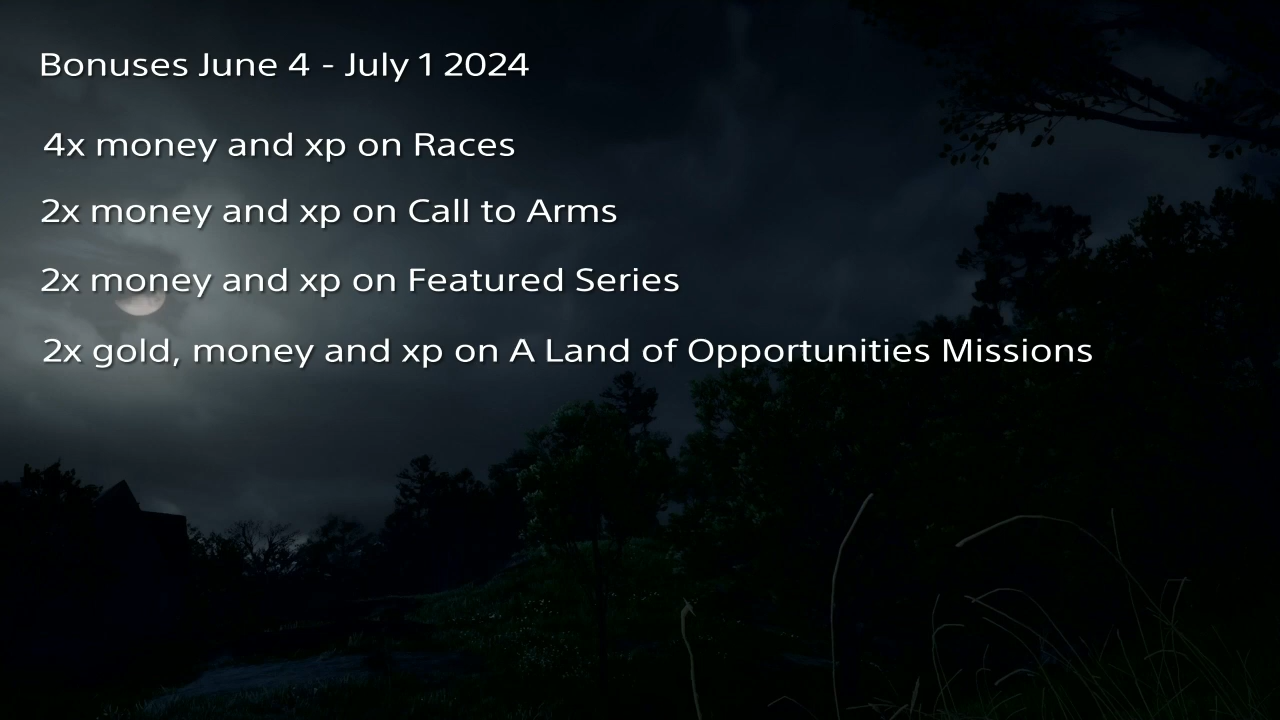 Bonuses June 4 - July 1 2024
4x money and xp on Races
2x money and xp on Call to Arms
2x money and xp on Featured Series
2x gold, money and xp on A Land of Opportunities Missions